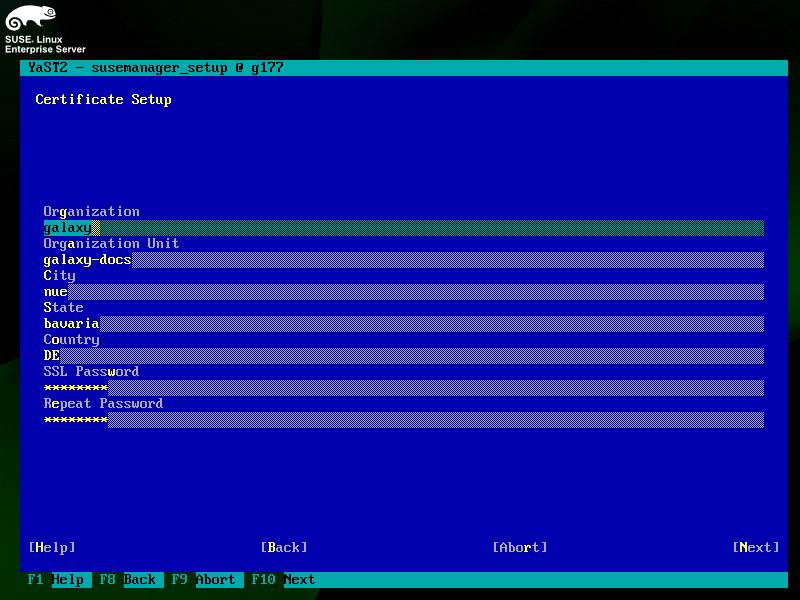 SUSE. Linux
Enterprise Server
YaST2 - susemanager_setup @ g177
Certificate Setup
Organization
galaxy
Organization Unit
galaxy-docs
City
nue
State
bavaria
Country
DE
SSL Password
********
Repeat Password
********
[Help] [Back] [Abort] [Next]
F1 Help F8 Back F9 Abort F10 Next